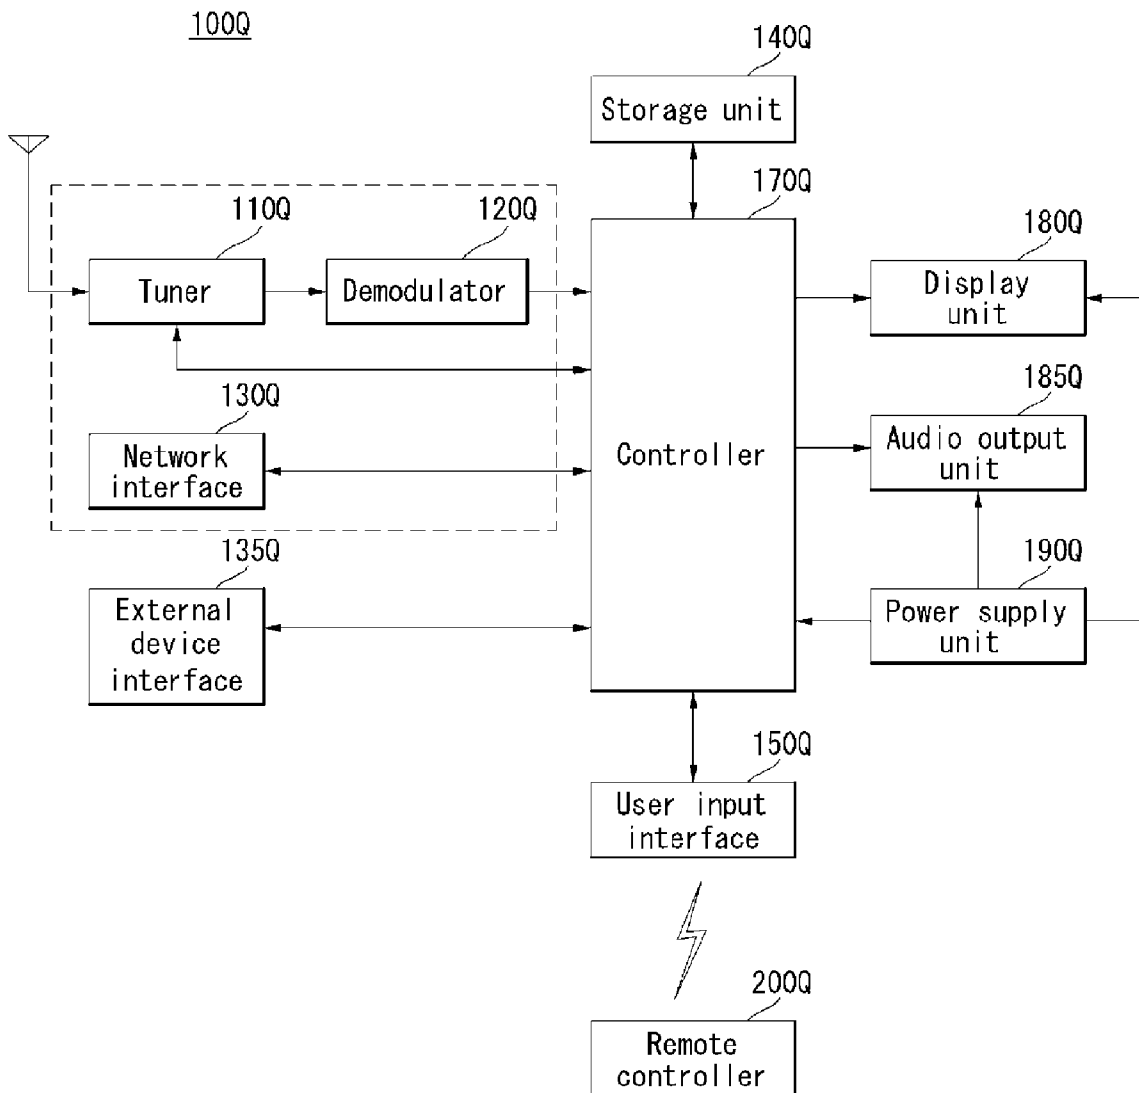 100Q
140Q
Storage unit
110Q
120Q
170Q
180Q
Tuner
Demodulator
Display
unit
130Q
185Q
Network
interface
Controller
Audio output
unit
135Q
190Q
External
device
interface
Power supply
unit
150Q
User input
interface
200Q
Remote
controller